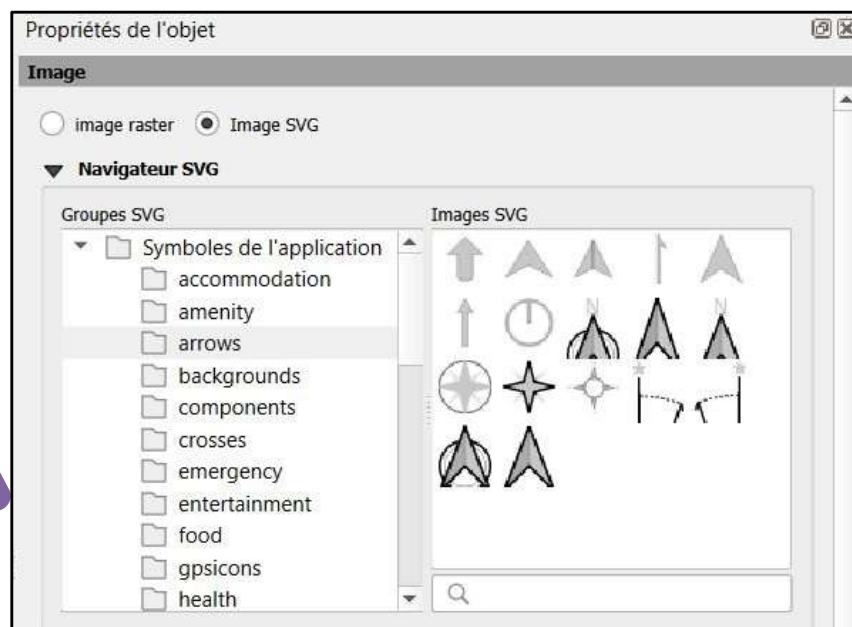 Propriétés de l'objet
Image
image raster Image SVG
Navigateur SVG
Groupes SVG
Images SVG
Symboles de l'application
accommodation
amenity
arrows
backgrounds
components
crosses
emergency
entertainment
food
gpsicons
health
N
N